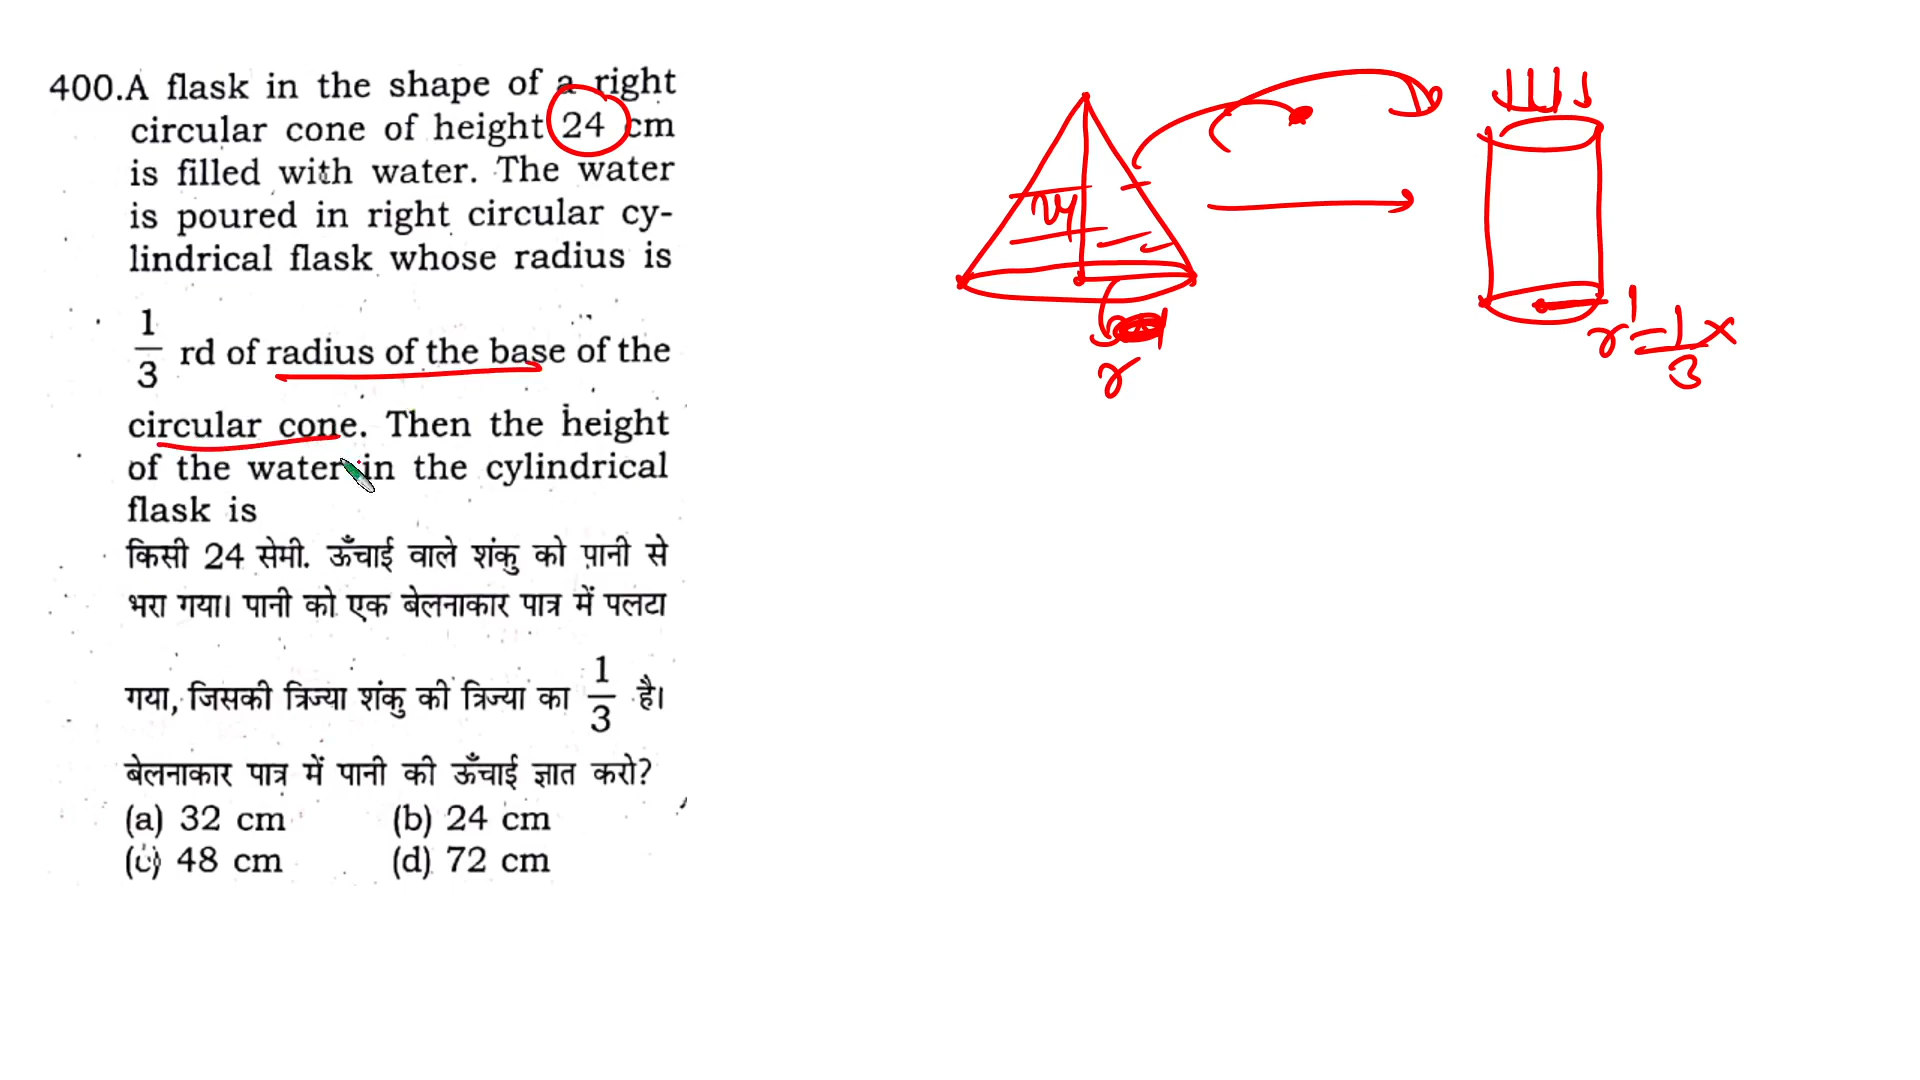 400.A flask in the shape of a right
circular cone of height 24 cm
is filled with water. The water
is poured in right circular cy-
lindrical flask whose radius is
1/3 rd of radius of the base of the
circular cone. Then the height
of the water in the cylindrical
flask is
किसी 24 सेमी. ऊँचाई वाले शंकु को पानी से
भरा गया। पानी को एक बेलनाकार पात्र में पलटा
गया, जिसकी त्रिज्या शंकु की त्रिज्या का 1/3 है।
बेलनाकार पात्र में पानी की ऊँचाई ज्ञात करो?
(a) 32 cm (b) 24 cm
(c) 48 cm (d) 72 cm
24
r
r' = 1/3 x